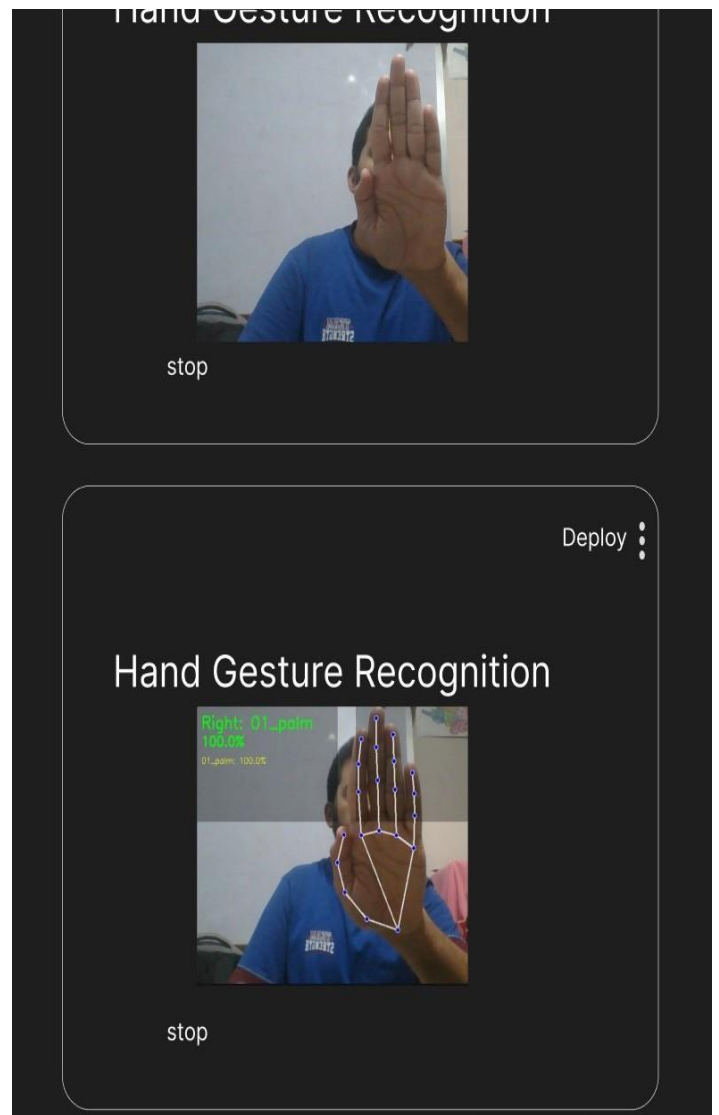 Hand Gesture Recognition
stop
Deploy
Hand Gesture Recognition
Right: 01_palm
100.0%
01_palm: 100.0%
stop